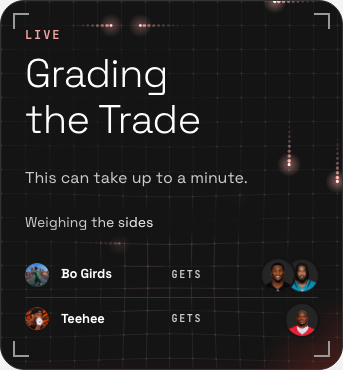 LIVE
Grading
the Trade
This can take up to a minute.
Weighing the sides
Bo Girds GETS
Teehee GETS